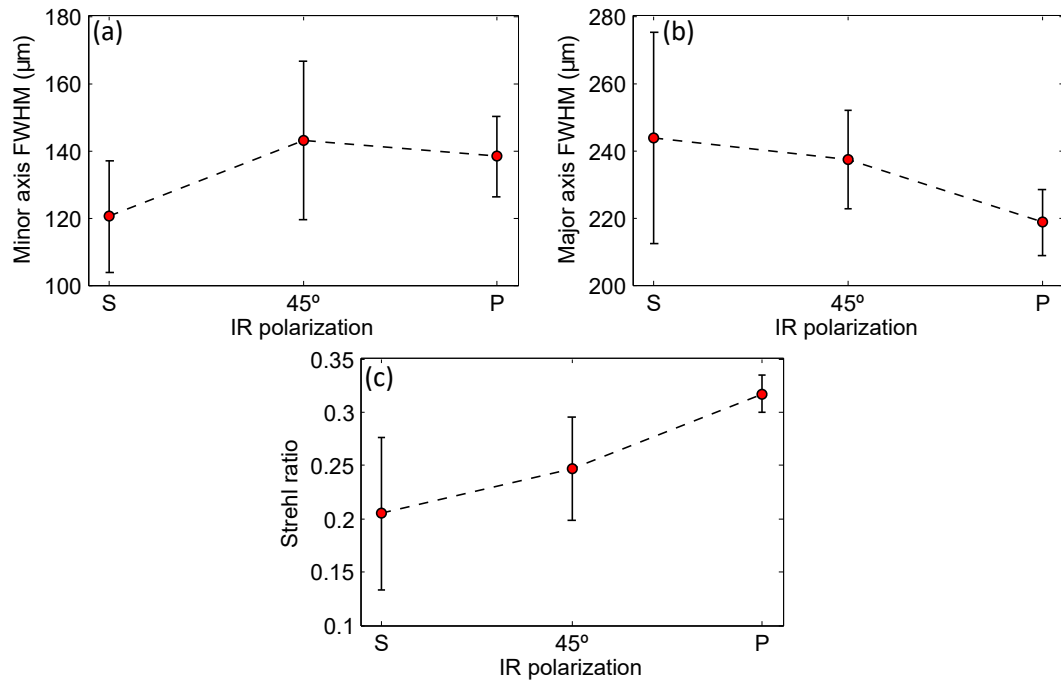 (a)
Minor axis FWHM (µm)
180
160
140
120
100
S 45º P
IR polarization
(b)
Major axis FWHM (µm)
280
260
240
220
200
S 45º P
IR polarization
(c)
Strehl ratio
0.35
0.3
0.25
0.2
0.15
0.1
S 45º P
IR polarization